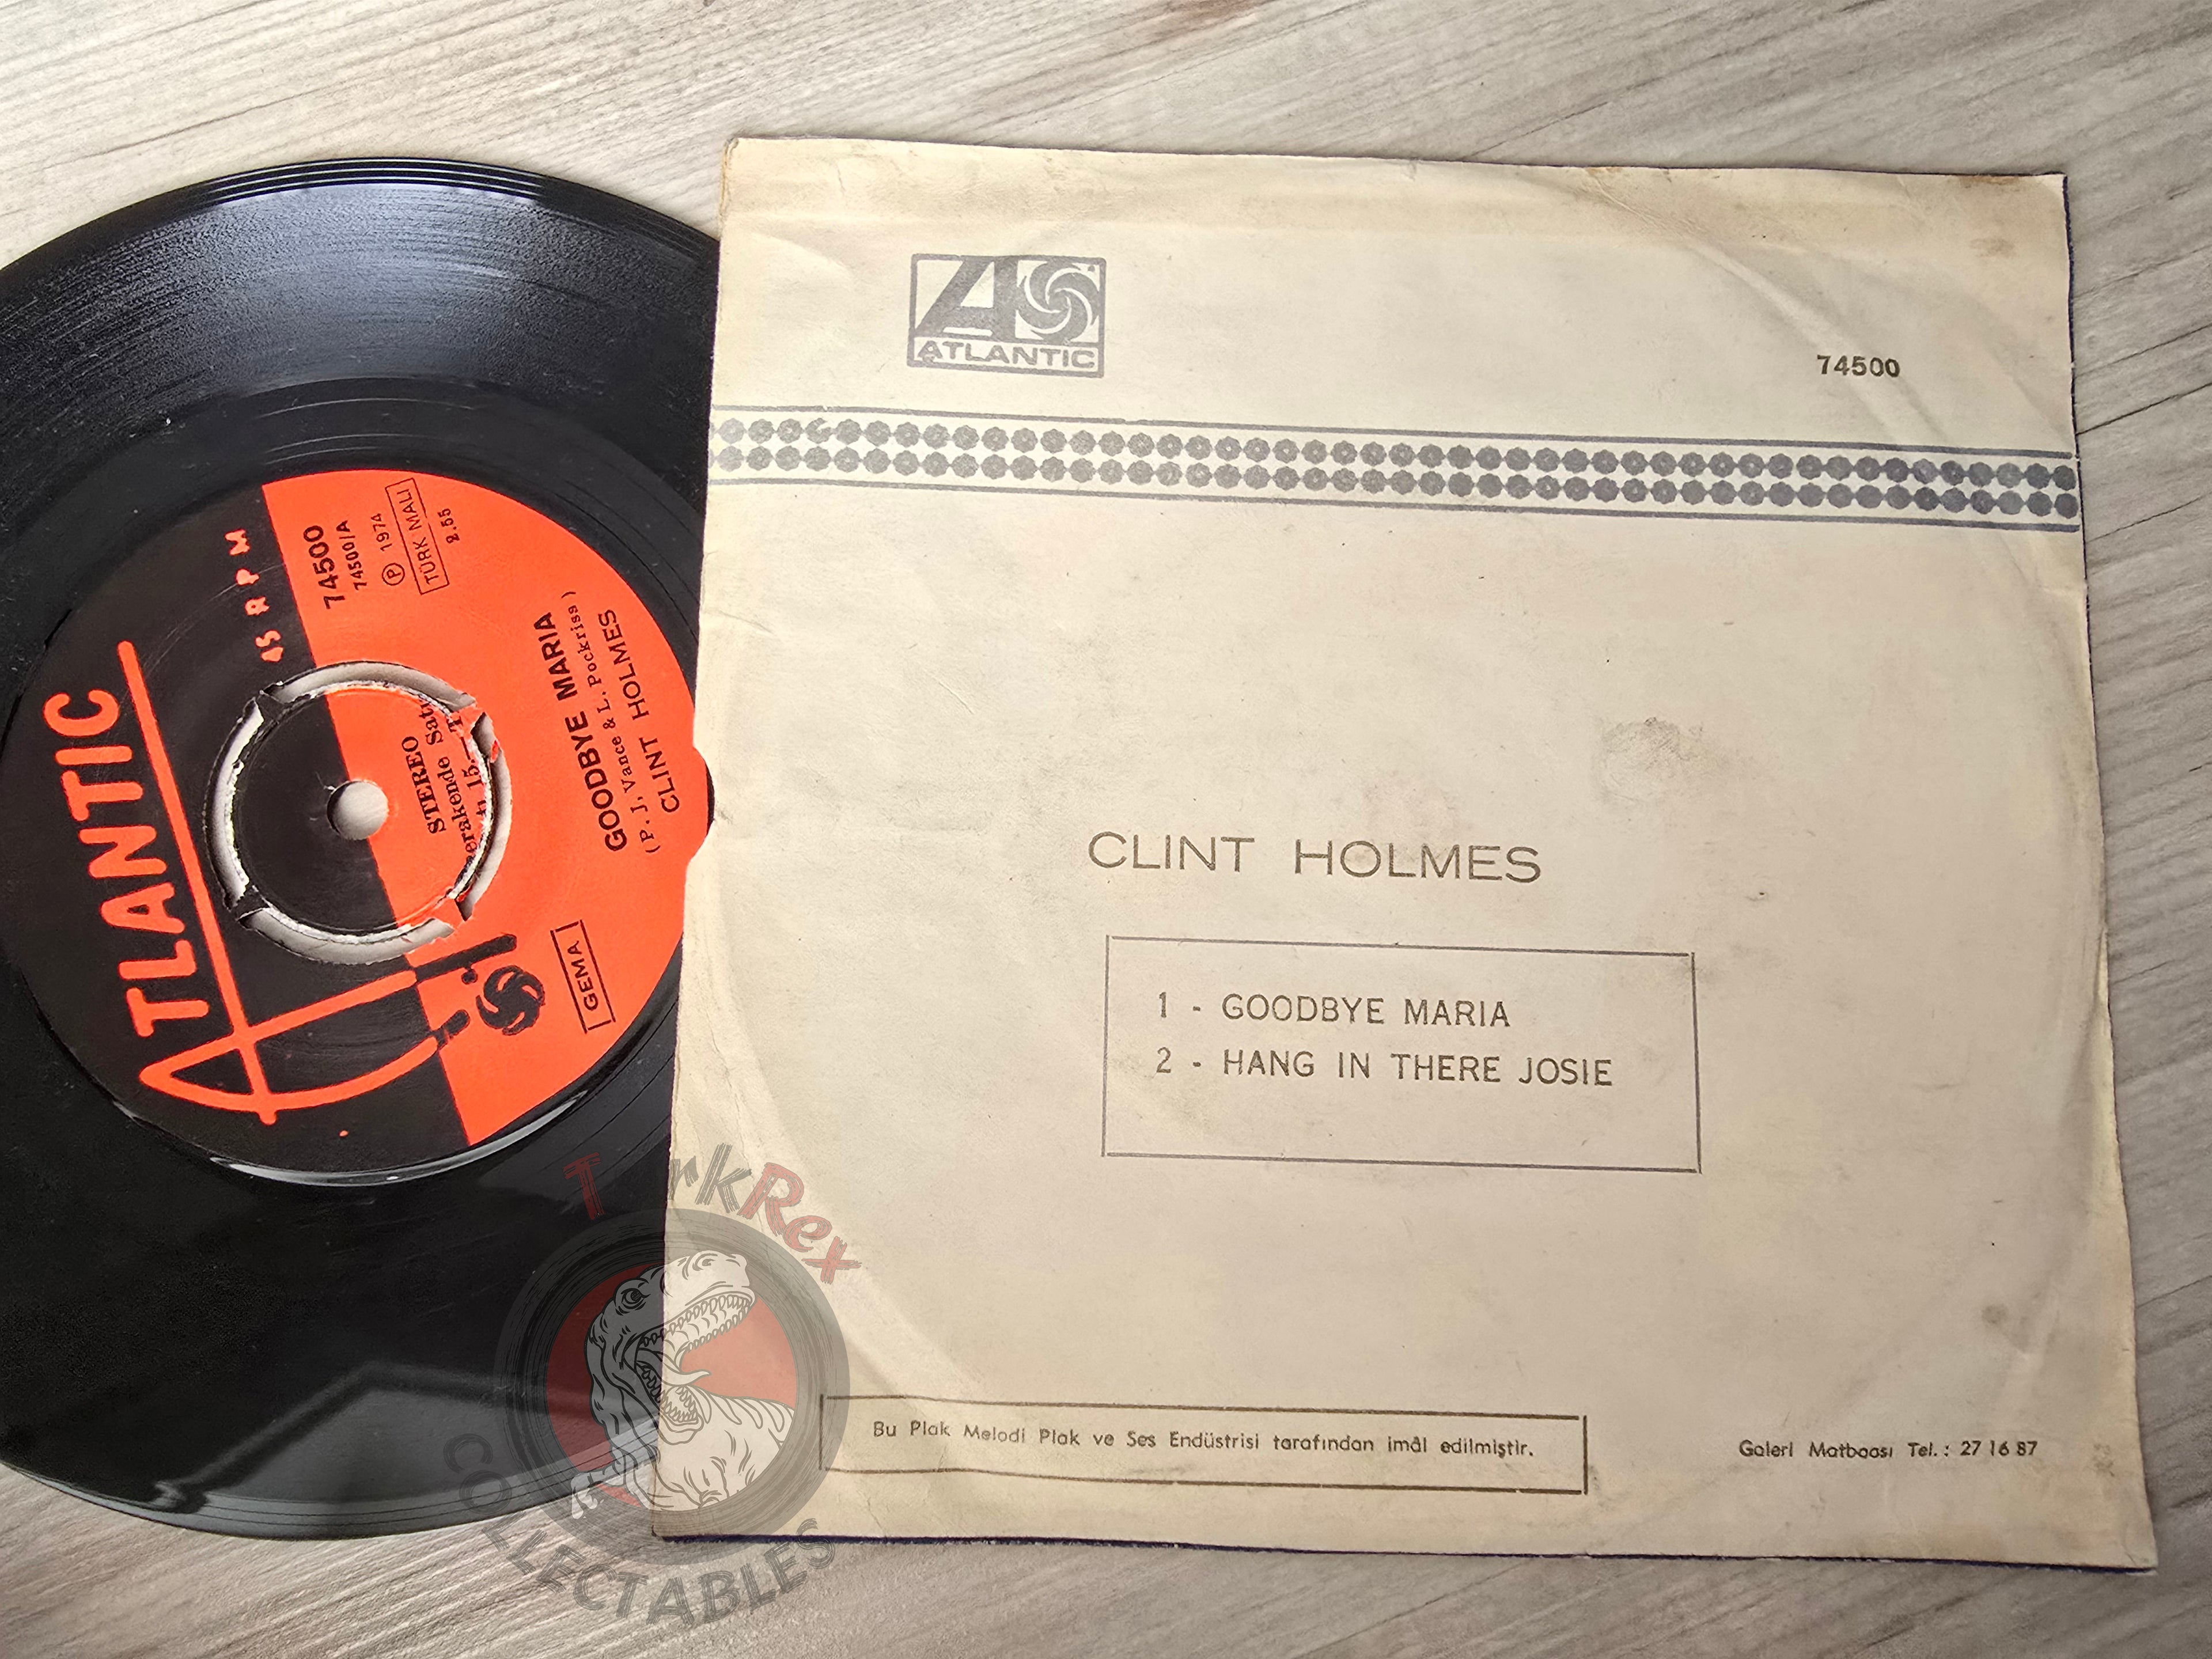 ATLANTIC
45 RPM
74500
74500/A
℗ 1974
TÜRK MALI
2.55
STEREO
GOODBYE MARIA
(P. J. Vance & L. Pockriss)
CLINT HOLMES
GEMA
ATLANTIC
74500
CLINT HOLMES
1 - GOODBYE MARIA
2 - HANG IN THERE JOSIE
Bu Plak Melodi Plak ve Ses Endüstrisi tarafından imâl edilmiştir.
Galeri Matbaası Tel. : 27 16 87
TurkRex
COLLECTABLES